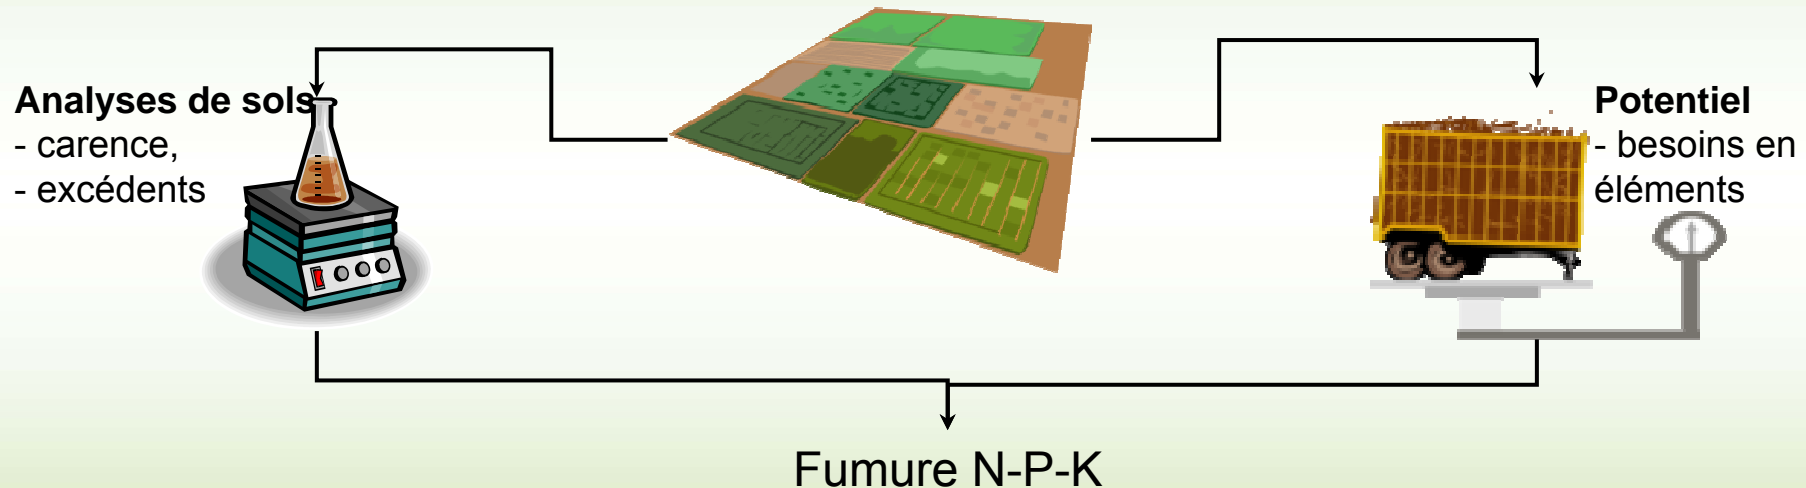 Analyses de sols
- carence,
- excédents
Potentiel
- besoins en
éléments
Fumure N-P-K